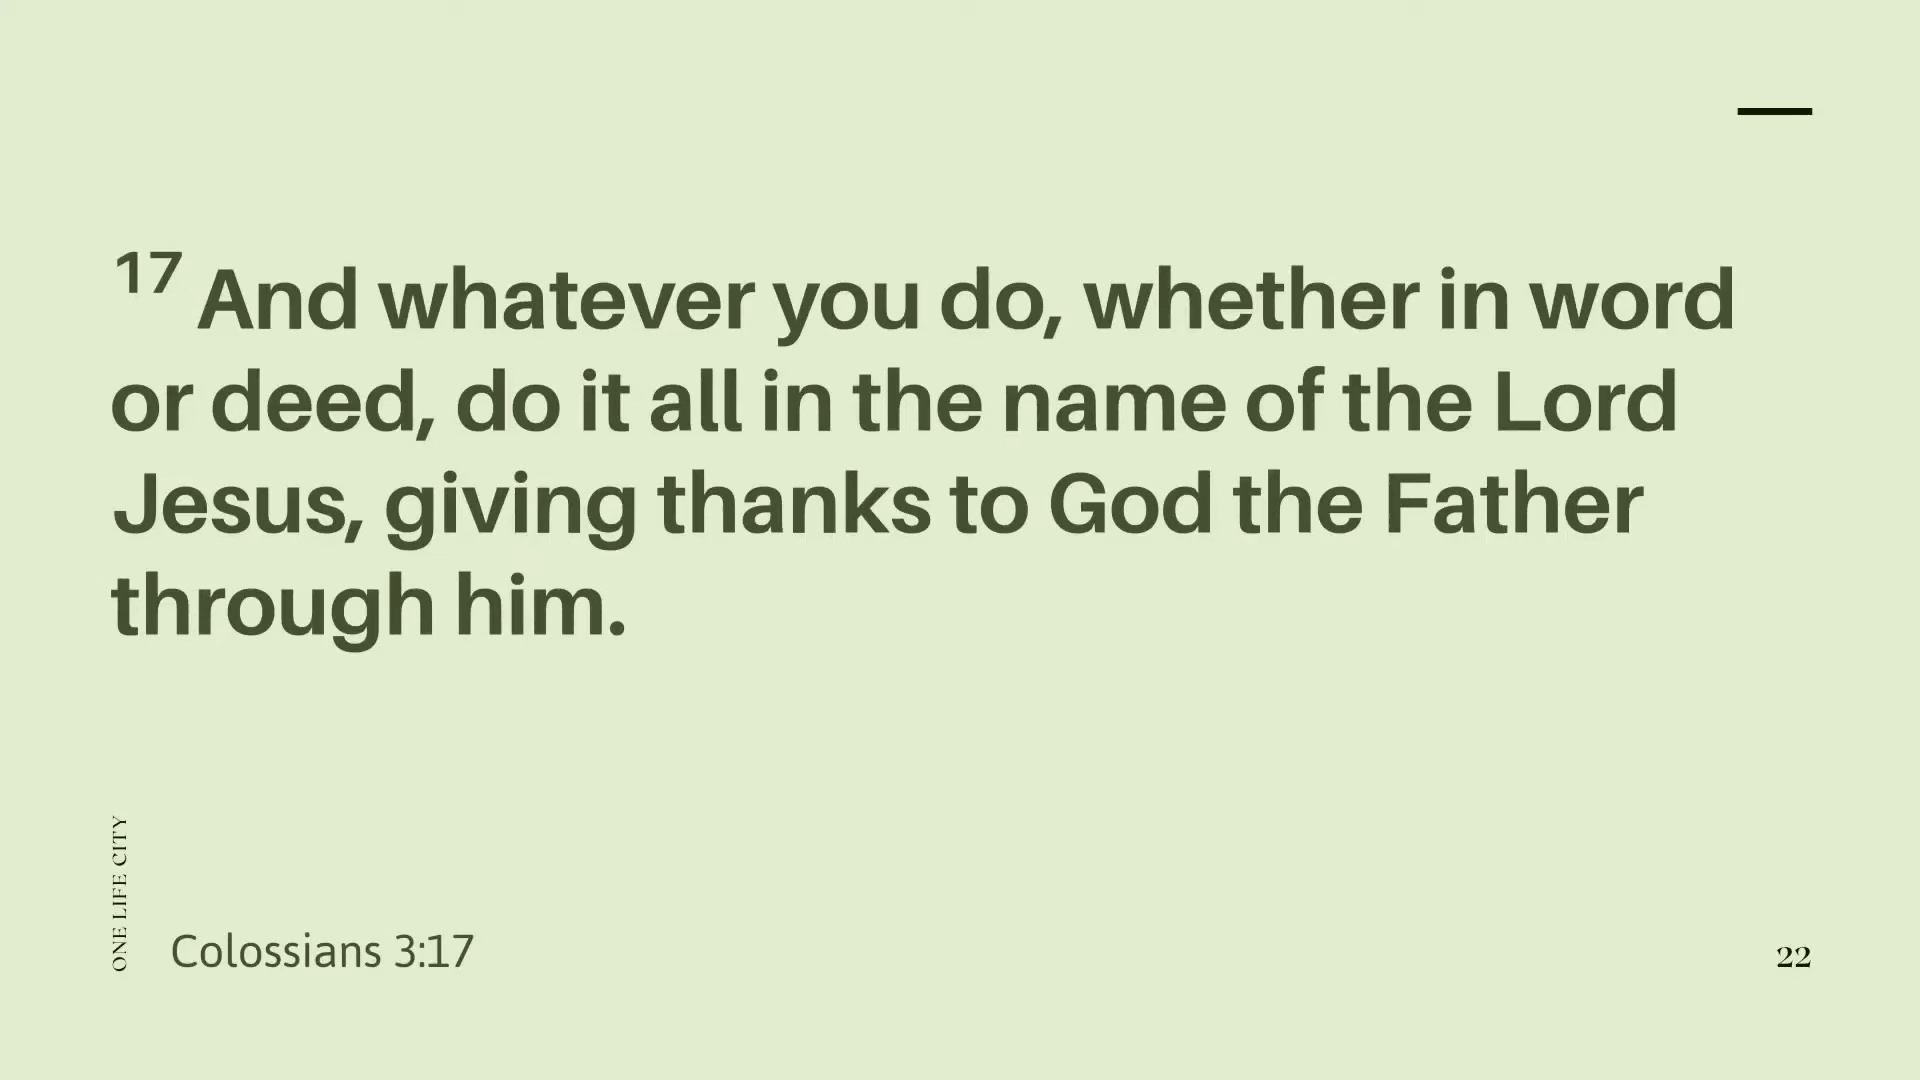 17 And whatever you do, whether in word
or deed, do it all in the name of the Lord
Jesus, giving thanks to God the Father
through him.
ONE LIFE CITY
Colossians 3:17
22